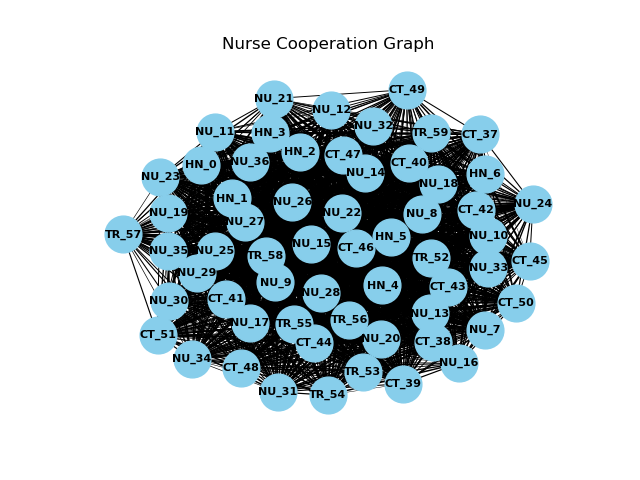 Nurse Cooperation Graph
CT_49
NU_21
NU_12
NU_32
NU_11
HN_3
TR_59
CT_37
HN_2
CT_47
HN_0
NU_36
CT_40
NU_14
HN_6
NU_23
NU_18
HN_1
NU_26
NU_24
CT_42
NU_19
NU_22
NU_8
NU_27
TR_57
HN_5
NU_10
NU_15
CT_46
NU_35
NU_25
TR_58
TR_52
CT_45
NU_33
NU_29
NU_9
HN_4
CT_43
NU_28
NU_30
CT_41
CT_50
NU_13
TR_56
NU_17
TR_55
NU_7
CT_51
NU_20
CT_44
CT_38
NU_34
NU_16
CT_48
TR_53
CT_39
NU_31
TR_54